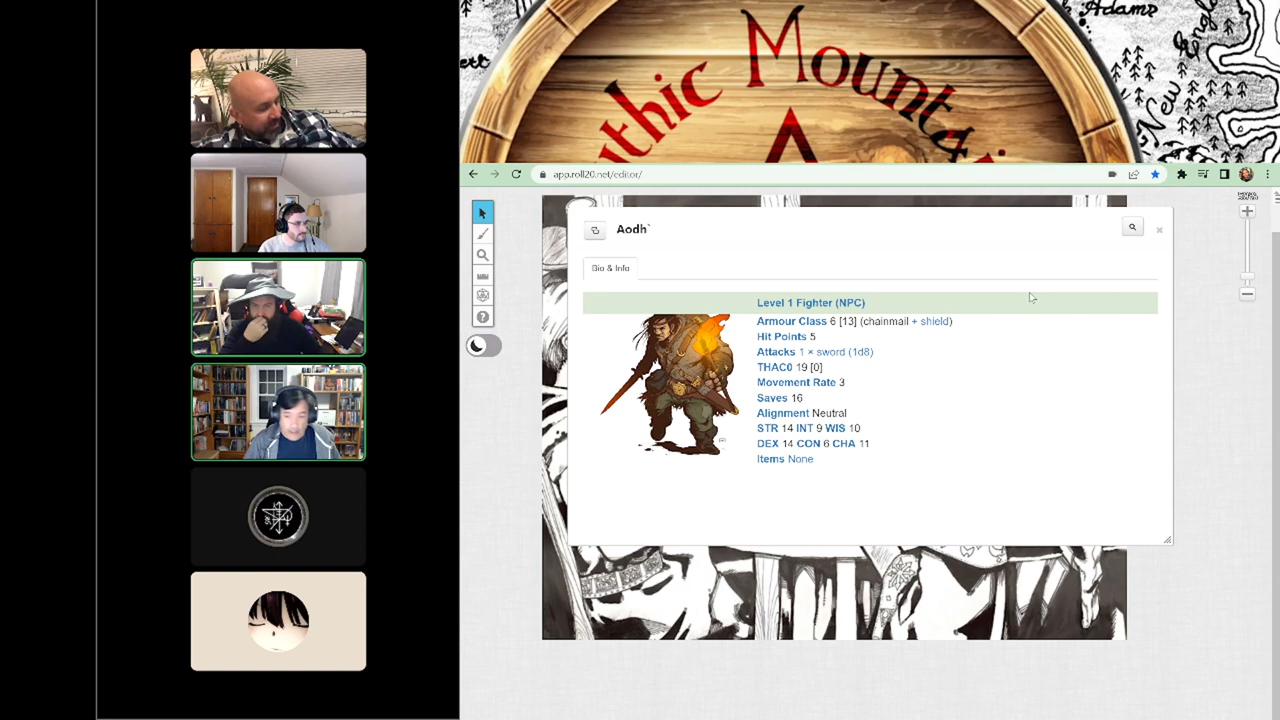 Adams
New
Mounta
thic
app.roll20.net/editor/
Aodh`
Bio & Info
Level 1 Fighter (NPC)
Armour Class 6 [13] (chainmail + shield)
Hit Points 5
Attacks 1 × sword (1d8)
THAC0 19 [0]
Movement Rate 3
Saves 16
Alignment Neutral
STR 14 INT 9 WIS 10
DEX 14 CON 6 CHA 11
Items None